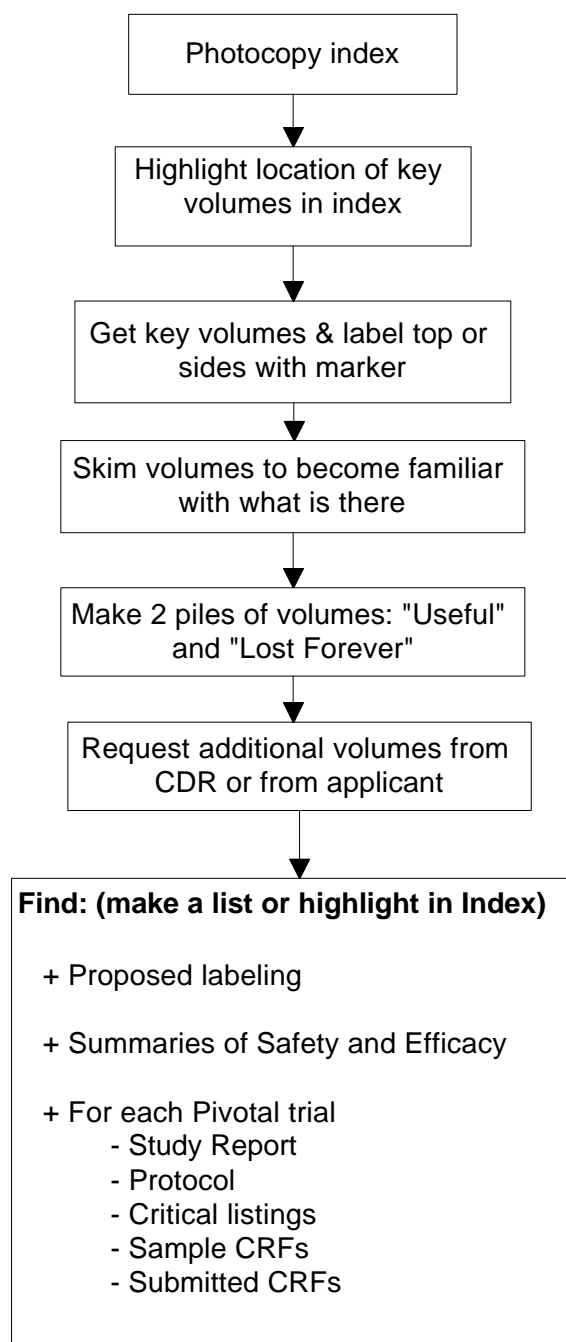 Photocopy index
Highlight location of key
volumes in index
Get key volumes & label top or
sides with marker
Skim volumes to become familiar
with what is there
Make 2 piles of volumes: "Useful"
and "Lost Forever"
Request additional volumes from
CDR or from applicant
Find: (make a list or highlight in Index)
+ Proposed labeling
+ Summaries of Safety and Efficacy
+ For each Pivotal trial
- Study Report
- Protocol
- Critical listings
- Sample CRFs
- Submitted CRFs